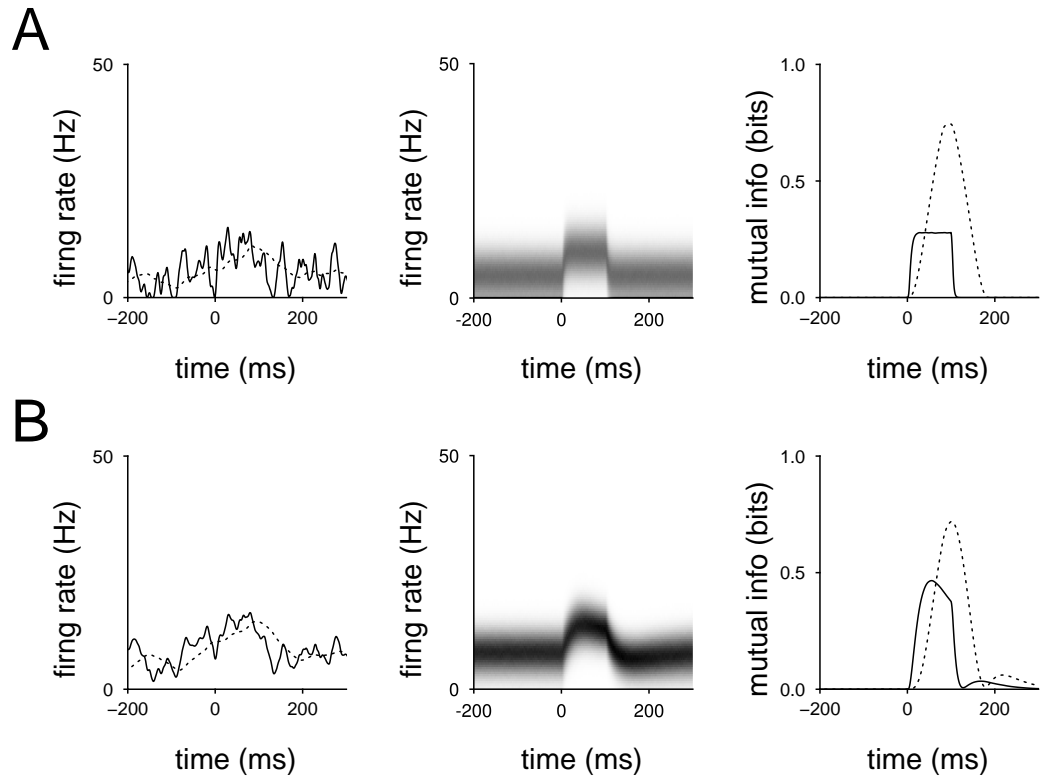 A
50
0
−200 0 200
time (ms)
firng rate (Hz)
50
0
-200 0 200
time (ms)
firng rate (Hz)
1.0
0.5
0.0
−200 0 200
time (ms)
mutual info (bits)
B
50
0
−200 0 200
time (ms)
firng rate (Hz)
50
0
-200 0 200
time (ms)
firng rate (Hz)
1.0
0.5
0.0
−200 0 200
time (ms)
mutual info (bits)